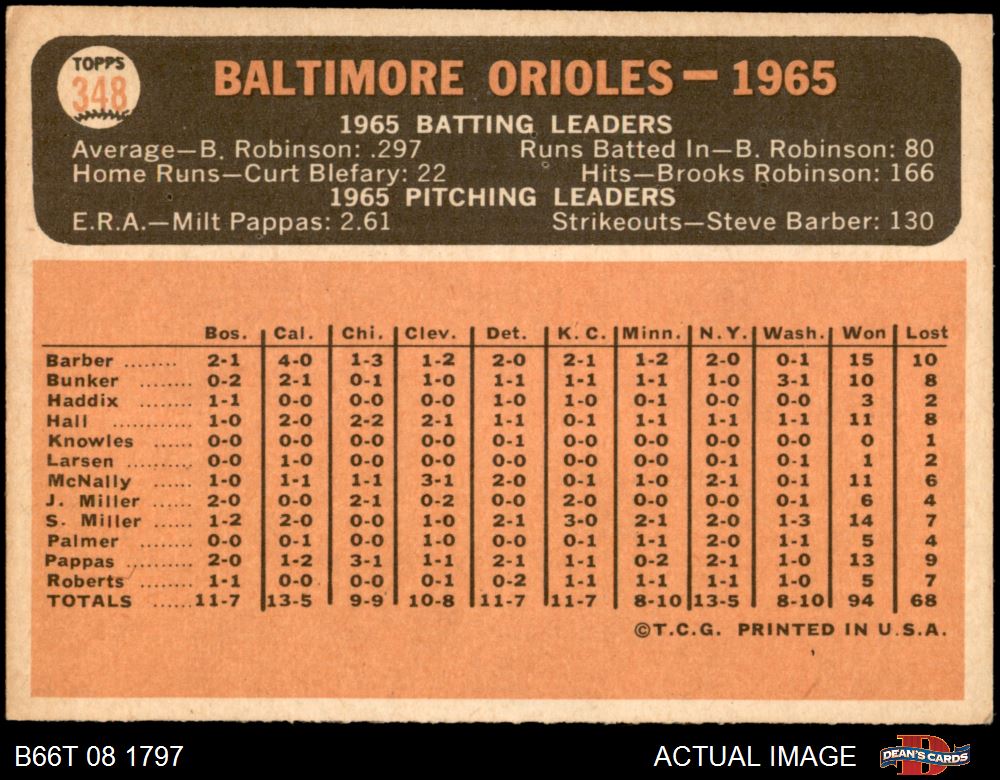 TOPPS
348
BALTIMORE ORIOLES — 1965
1965 BATTING LEADERS
Average—B. Robinson: .297 Runs Batted In—B. Robinson: 80
Home Runs—Curt Blefary: 22 Hits—Brooks Robinson: 166
1965 PITCHING LEADERS
E.R.A.—Milt Pappas: 2.61 Strikeouts—Steve Barber: 130
Bos. Cal. Chi. Clev. Det. K. C. Minn. N.Y. Wash. Won Lost
Barber ....... 2-1 4-0 1-3 1-2 2-0 2-1 1-2 2-0 0-1 15 10
Bunker ........ 0-2 2-1 0-1 1-0 1-1 1-1 1-1 1-0 3-1 10 8
Haddix ........ 1-1 0-0 0-0 0-0 1-0 1-0 0-1 0-0 0-0 3 2
Hall ........... 1-0 2-0 2-2 2-1 1-1 0-1 1-1 1-1 1-1 11 8
Knowles ...... 0-0 0-0 0-0 0-0 0-1 0-0 0-0 0-0 0-0 0 1
Larsen ......... 0-0 1-0 0-0 0-0 0-0 0-0 0-0 0-1 0-1 1 2
McNally ...... 1-0 1-1 1-1 3-1 2-0 0-1 1-0 2-1 0-1 11 6
J. Miller ...... 2-0 0-0 2-1 0-2 0-0 2-0 0-0 0-0 0-1 6 4
S. Miller ...... 1-2 2-0 0-0 1-0 2-1 3-0 2-1 2-0 1-3 14 7
Palmer ........ 0-0 0-1 0-0 1-0 0-0 0-1 1-1 2-0 1-1 5 4
Pappas ......... 2-0 1-2 3-1 1-1 2-1 1-1 0-2 2-1 1-0 13 9
Roberts ........ 1-1 0-0 0-0 0-1 0-2 1-1 1-1 1-1 1-0 5 7
TOTALS ......11-7 13-5 9-9 10-8 11-7 11-7 8-10 13-5 8-10 94 68
©T.C.G. PRINTED IN U.S.A.
B66T 08 1797 ACTUAL IMAGE DEAN'S CARDS